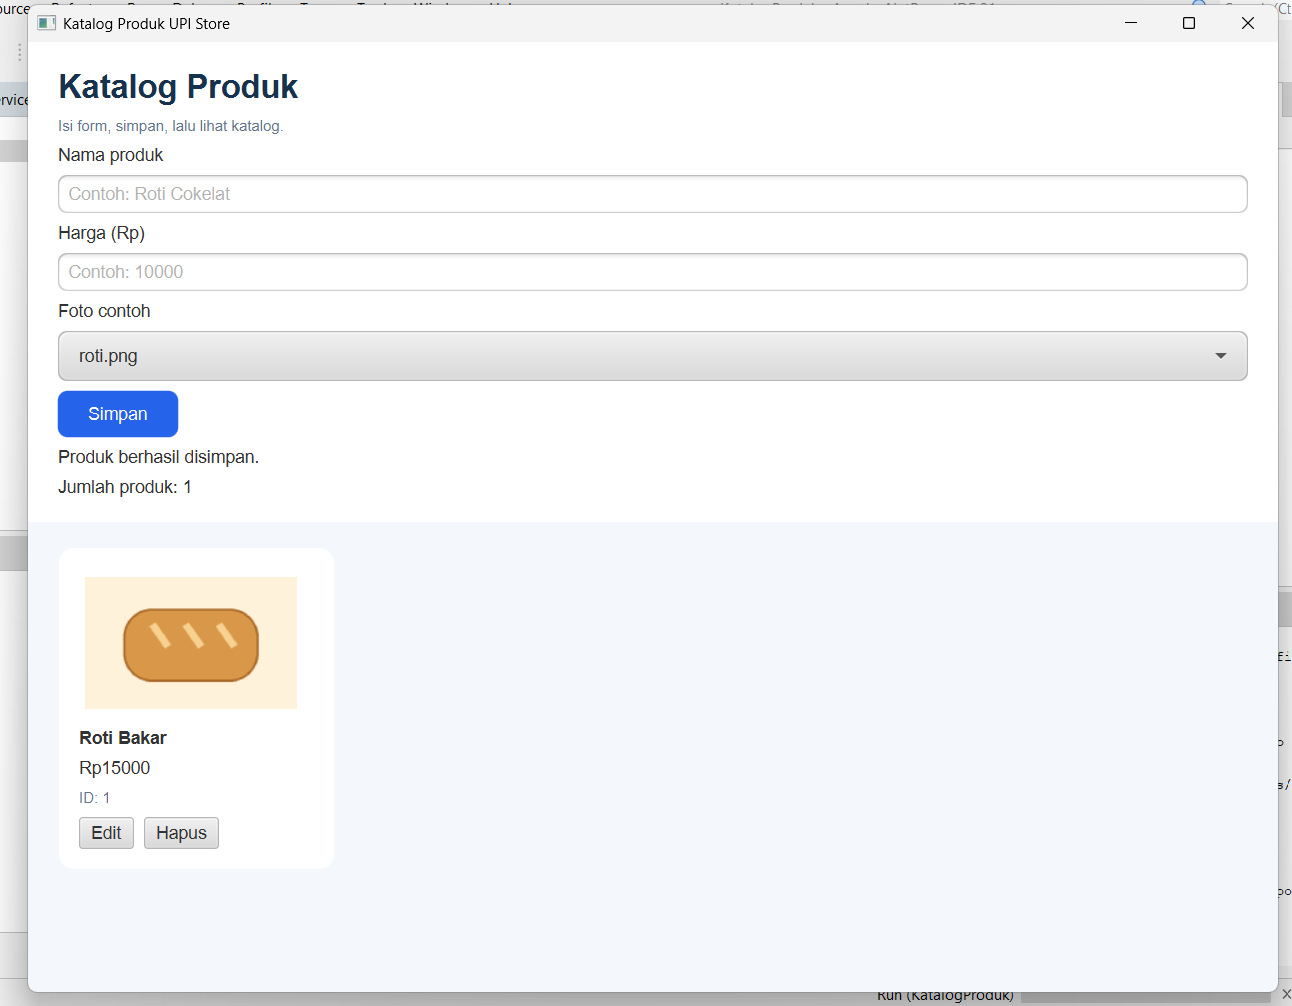 Katalog Produk UPI Store
Katalog Produk
Isi form, simpan, lalu lihat katalog.
Nama produk
Contoh: Roti Cokelat
Harga (Rp)
Contoh: 10000
Foto contoh
roti.png
Simpan
Produk berhasil disimpan.
Jumlah produk: 1
Roti Bakar
Rp15000
ID: 1
Edit Hapus
Run (KatalogProduk)